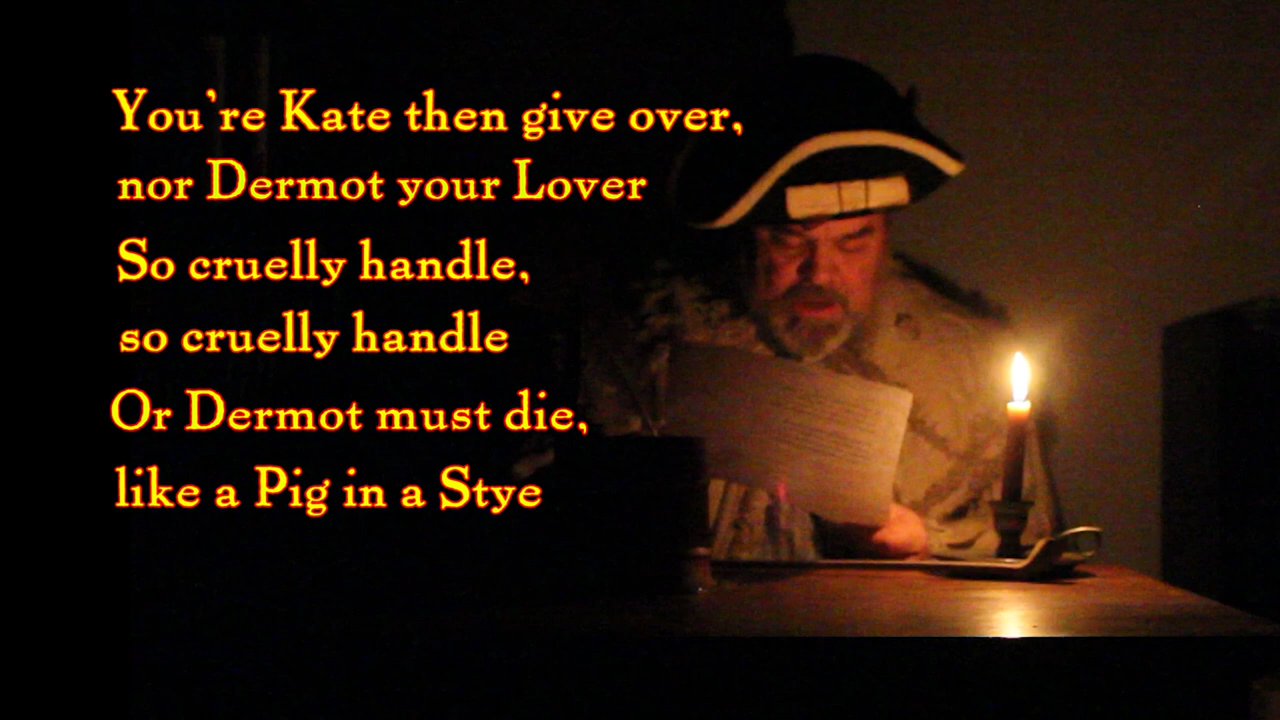 You're Kate then give over,
nor Dermot your Lover
So cruelly handle,
so cruelly handle
Or Dermot must die,
like a Pig in a Stye